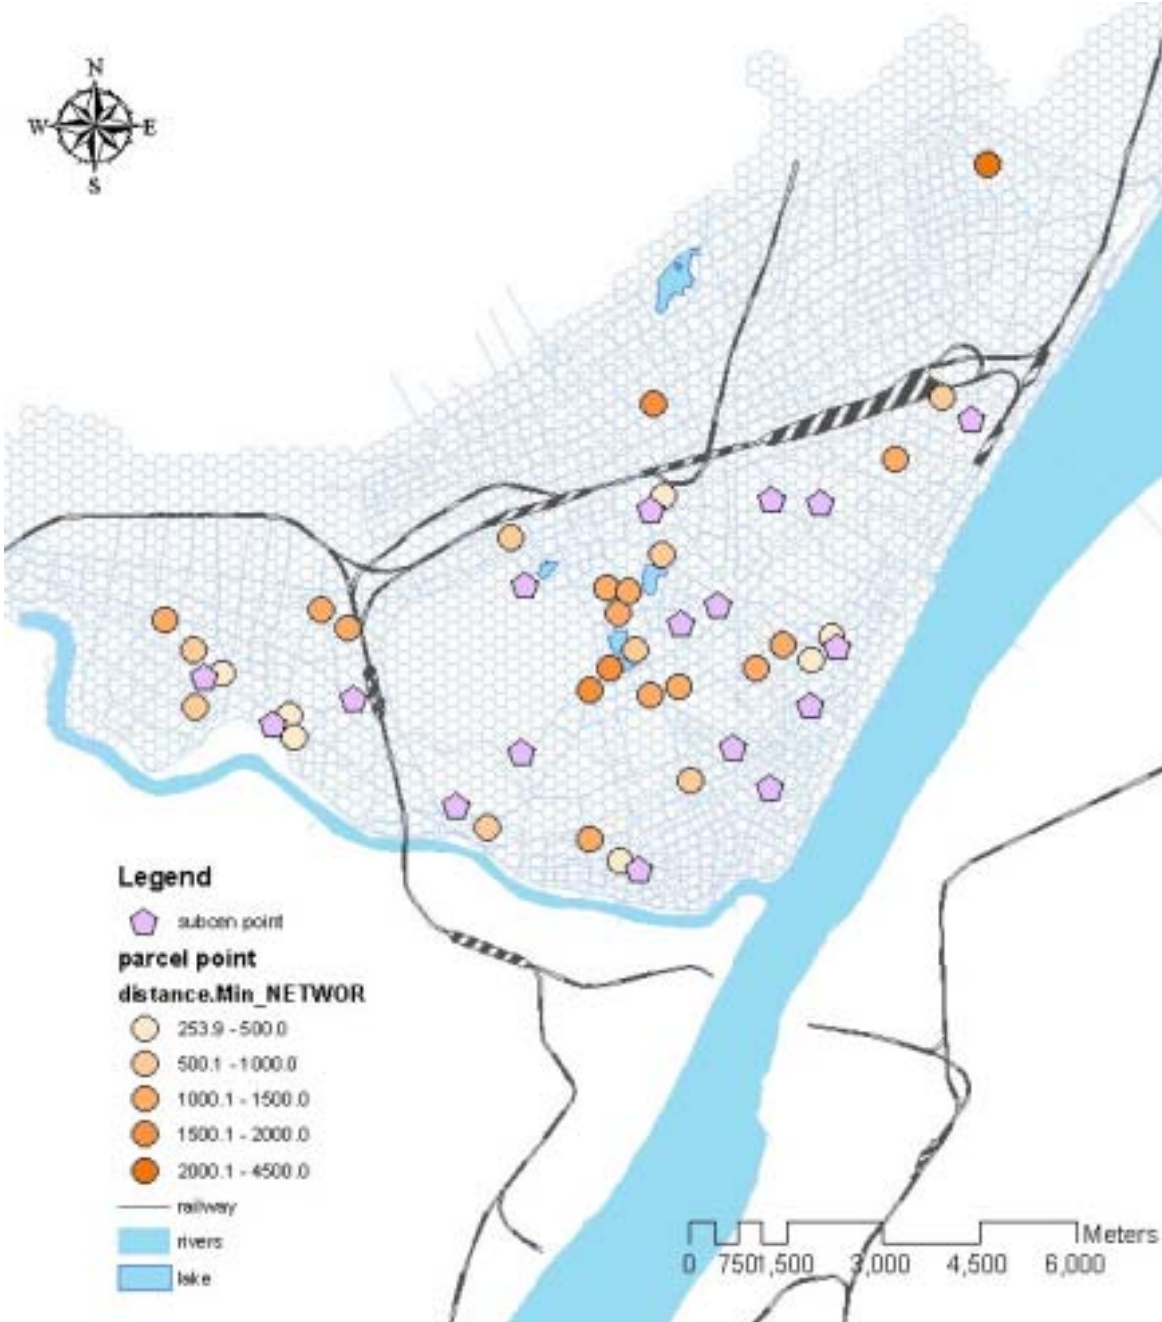 N
W E
S
Legend
subcen point
parcel point
distance.Min_NETWOR
253.9 - 500.0
500.1 - 1000.0
1000.1 - 1500.0
1500.1 - 2000.0
2000.1 - 4500.0
railway
rivers
lake
Meters
0 750 1,500 3,000 4,500 6,000